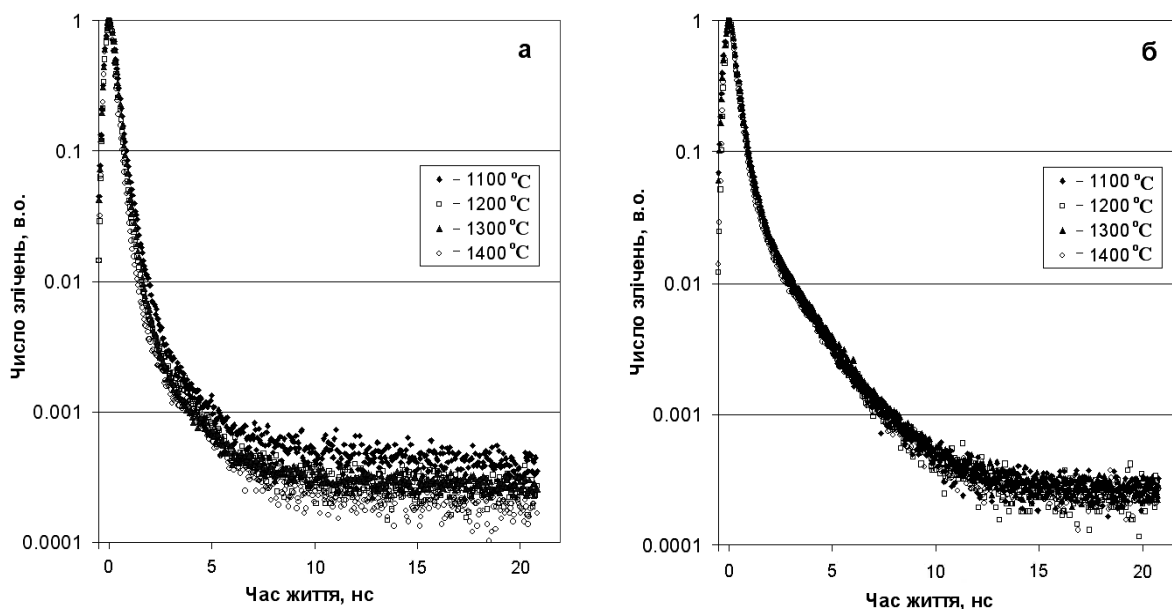 1
0.1
0.01
0.001
0.0001
Число злічень, в.о.
а
– 1100 °C
– 1200 °C
– 1300 °C
– 1400 °C
0 5 10 15 20
Час життя, нс
1
0.1
0.01
0.001
0.0001
Число злічень, в.о.
б
– 1100 °C
– 1200 °C
– 1300 °C
– 1400 °C
0 5 10 15 20
Час життя, нс